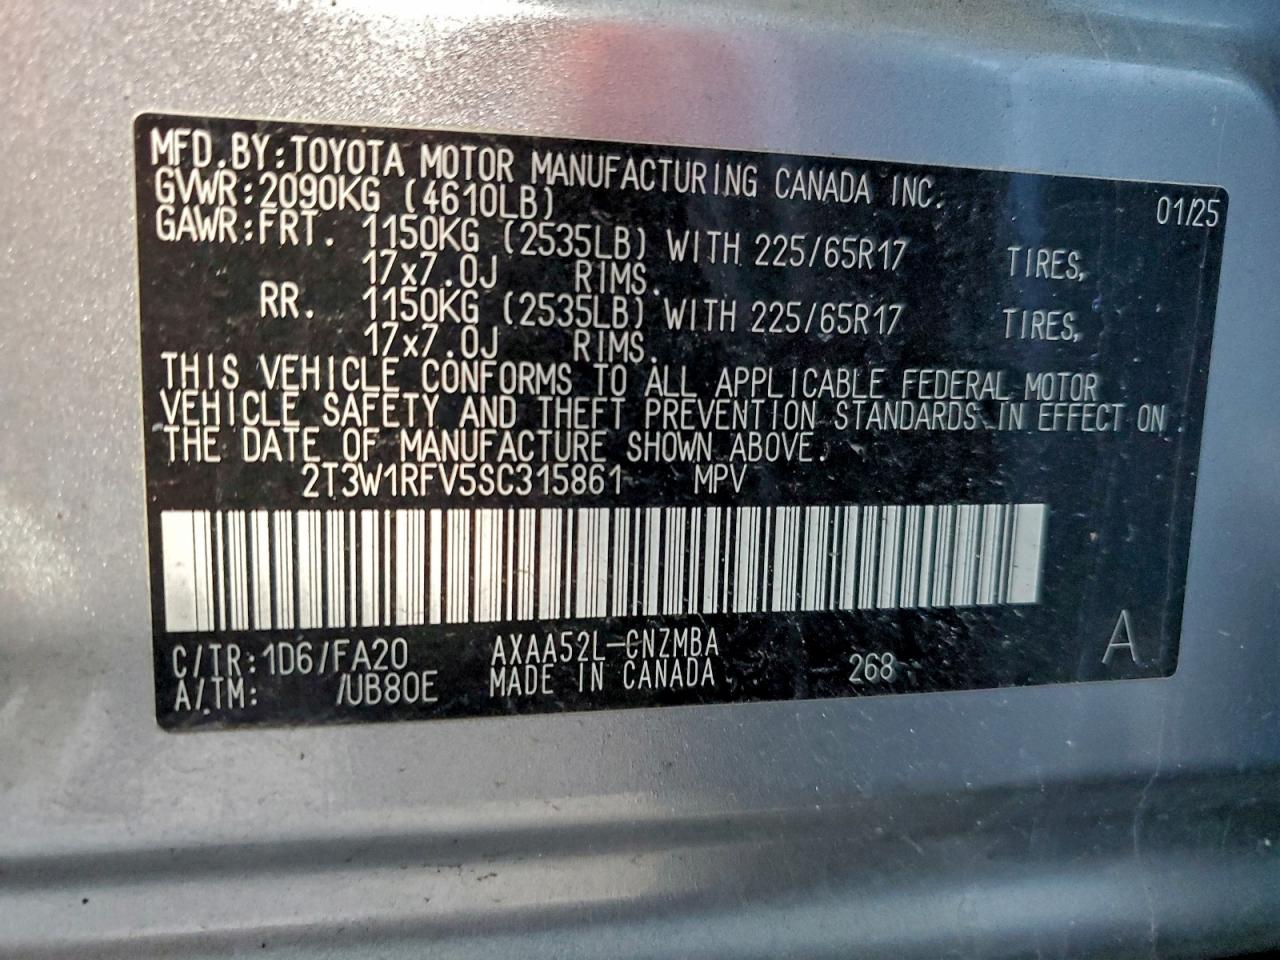 MFD.BY:TOYOTA MOTOR MANUFACTURING CANADA INC.
GVWR:2090KG (4610LB) 01/25
GAWR:FRT. 1150KG (2535LB) WITH 225/65R17 TIRES,
17x7.0J RIMS.
RR. 1150KG (2535LB) WITH 225/65R17 TIRES,
17x7.0J RIMS.
THIS VEHICLE CONFORMS TO ALL APPLICABLE FEDERAL MOTOR
VEHICLE SAFETY AND THEFT PREVENTION STANDARDS IN EFFECT ON
THE DATE OF MANUFACTURE SHOWN ABOVE.
2T3W1RFV5SC315861 MPV
C/TR:1D6/FA20 AXAA52L-CNZMBA 268 A
A/TM: /UB80E MADE IN CANADA